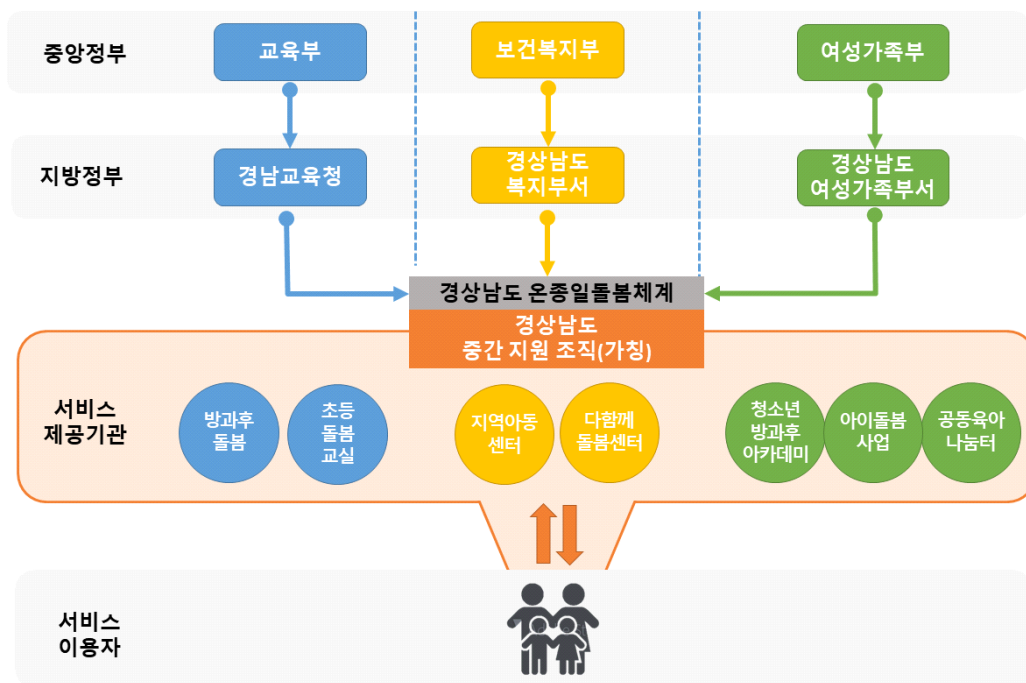 중앙정부
교육부
보건복지부
여성가족부
지방정부
경남교육청
경상남도
복지부서
경상남도
여성가족부서
경상남도 온종일돌봄체계
경상남도
중간 지원 조직(가칭)
서비스
제공기관
방과후
돌봄
초등
돌봄
교실
지역아동
센터
다함께
돌봄센터
청소년
방과후
아카데미
아이돌봄
사업
공동육아
나눔터
서비스
이용자